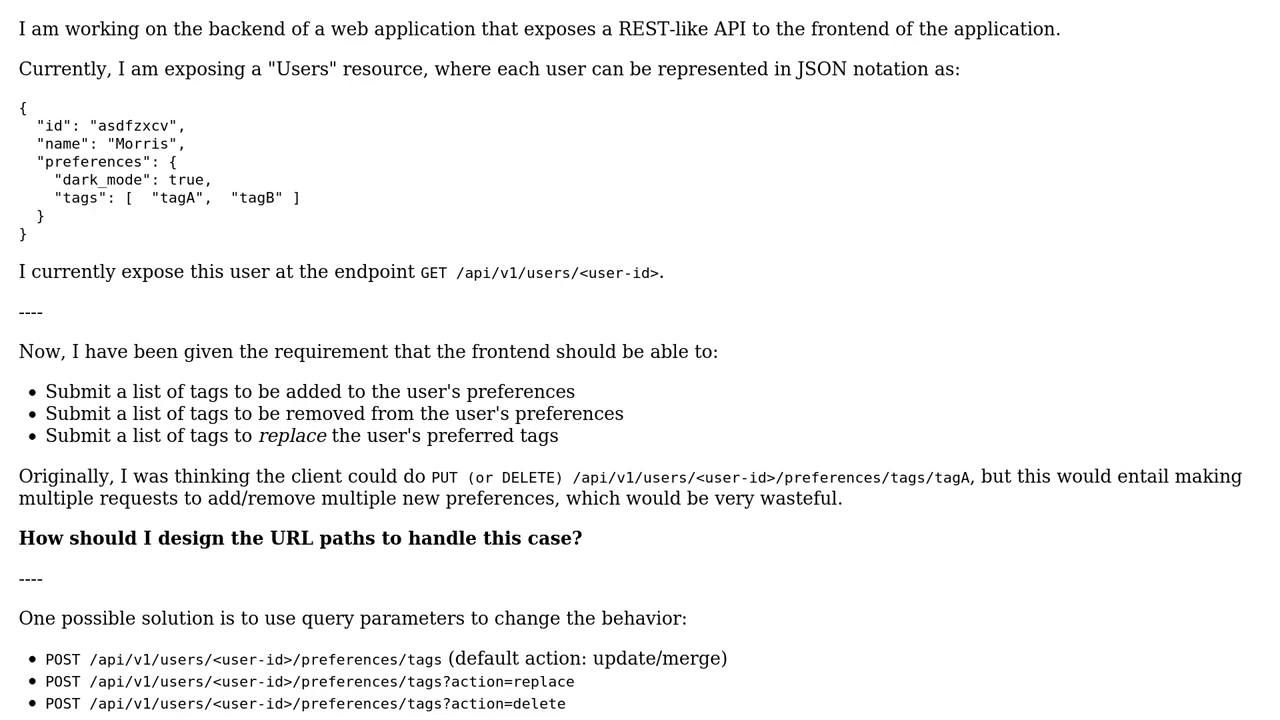 I am working on the backend of a web application that exposes a REST-like API to the frontend of the application.
Currently, I am exposing a "Users" resource, where each user can be represented in JSON notation as:
{
  "id": "asdfzxcv",
  "name": "Morris",
  "preferences": {
    "dark_mode": true,
    "tags": [  "tagA",  "tagB" ]
  }
}
I currently expose this user at the endpoint GET /api/v1/users/<user-id>.
----
Now, I have been given the requirement that the frontend should be able to:
• Submit a list of tags to be added to the user's preferences
• Submit a list of tags to be removed from the user's preferences
• Submit a list of tags to replace the user's preferred tags
Originally, I was thinking the client could do PUT (or DELETE) /api/v1/users/<user-id>/preferences/tags/tagA, but this would entail making
multiple requests to add/remove multiple new preferences, which would be very wasteful.
How should I design the URL paths to handle this case?
----
One possible solution is to use query parameters to change the behavior:
• POST /api/v1/users/<user-id>/preferences/tags (default action: update/merge)
• POST /api/v1/users/<user-id>/preferences/tags?action=replace
• POST /api/v1/users/<user-id>/preferences/tags?action=delete